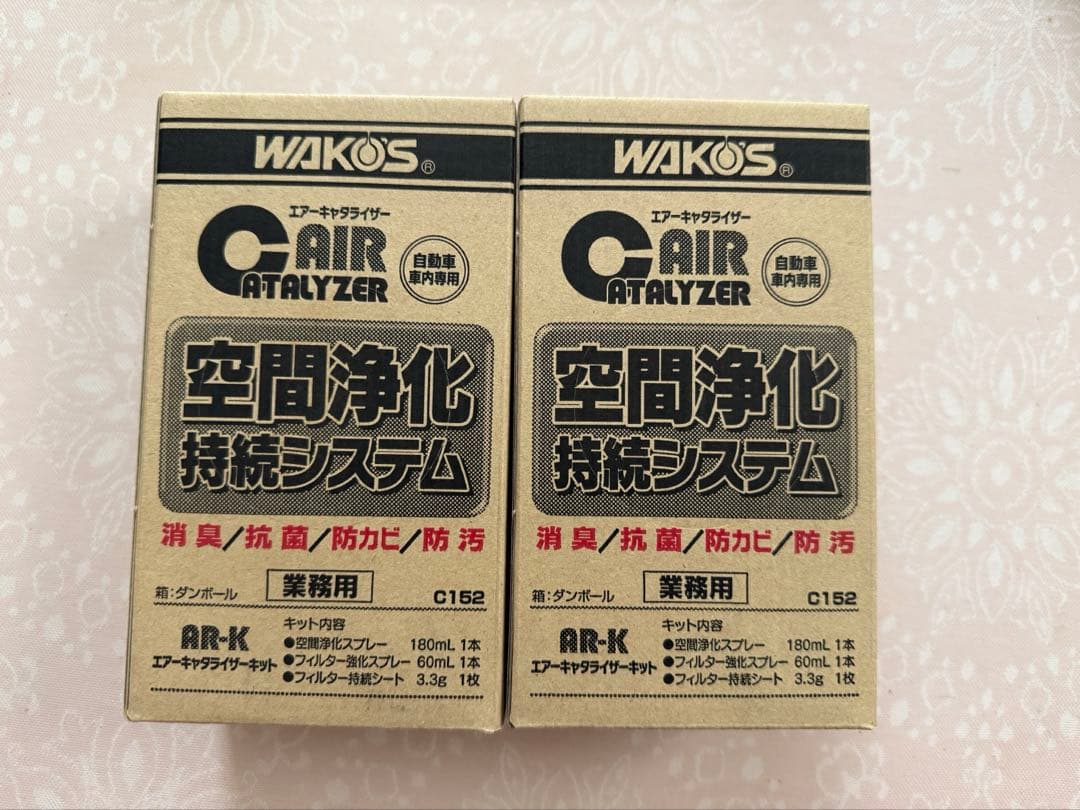 WAKO'S®
エアーキャタライザー
AIR
CATALYZER
自動車
車内専用
空間浄化
持続システム
消臭/抗菌/防カビ/防汚
箱:ダンボール
業務用
C152
AR-K
エアーキャタライザーキット
キット内容
●空間浄化スプレー 180mL 1本
●フィルター強化スプレー 60mL 1本
●フィルター持続シート 3.3g 1枚
WAKO'S®
エアーキャタライザー
AIR
CATALYZER
自動車
車内専用
空間浄化
持続システム
消臭/抗菌/防カビ/防汚
箱:ダンボール
業務用
C152
AR-K
エアーキャタライザーキット
キット内容
●空間浄化スプレー 180mL 1本
●フィルター強化スプレー 60mL 1本
●フィルター持続シート 3.3g 1枚